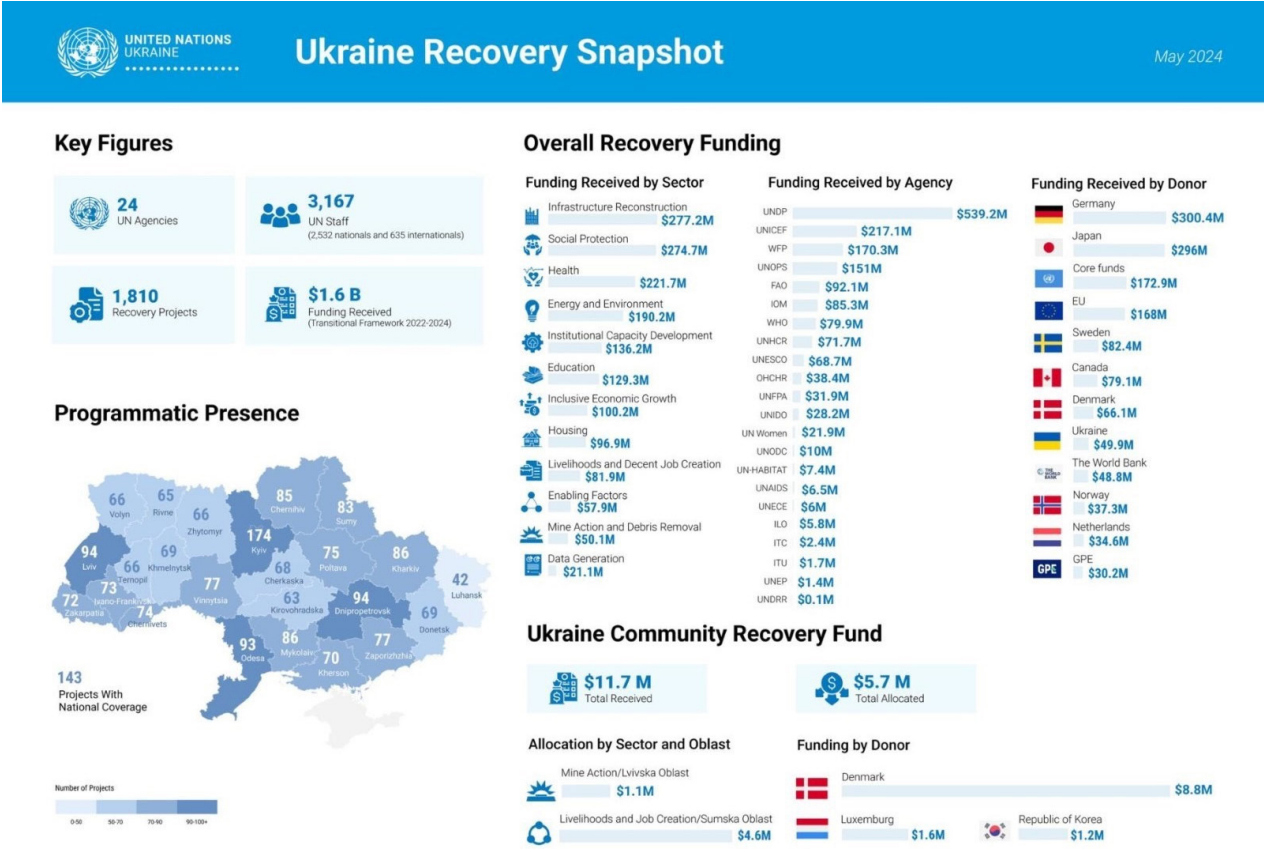 UNITED NATIONS
UKRAINE
Ukraine Recovery Snapshot
May 2024
Key Figures
24
UN Agencies
3,167
UN Staff
(2,532 nationals and 635 internationals)
1,810
Recovery Projects
$1.6 B
Funding Received
(Transitional Framework 2022-2024)
Programmatic Presence
66
Volyn
65
Rivne
66
Zhytomyr
85
Chernihiv
83
Sumy
174
Kyiv
94
Lviv
69
Khmelnytsk
66
Ternopil
75
Poltava
86
Kharkiv
68
Cherkaska
42
Luhansk
73
Ivano-Frankivsk
77
Vinnytsia
63
Kirovohradska
94
Dnipropetrovsk
72
Zakarpatia
74
Chernivets
69
Donetsk
93
Odesa
86
Mykolaiv
77
Zaporizhzhia
70
Kherson
143
Projects With
National Coverage
Number of Projects
0-50
50-70
70-90
90-100+
Overall Recovery Funding
Funding Received by Sector
Infrastructure Reconstruction
$277.2M
Social Protection
$274.7M
Health
$221.7M
Energy and Environment
$190.2M
Institutional Capacity Development
$136.2M
Education
$129.3M
Inclusive Economic Growth
$100.2M
Housing
$96.9M
Livelihoods and Decent Job Creation
$81.9M
Enabling Factors
$57.9M
Mine Action and Debris Removal
$50.1M
Data Generation
$21.1M
Funding Received by Agency
UNDP $539.2M
UNICEF $217.1M
WFP $170.3M
UNOPS $151M
FAO $92.1M
IOM $85.3M
WHO $79.9M
UNHCR $71.7M
UNESCO $68.7M
OHCHR $38.4M
UNFPA $31.9M
UNIDO $28.2M
UN Women $21.9M
UNODC $10M
UN-HABITAT $7.4M
UNAIDS $6.5M
UNECE $6M
ILO $5.8M
ITC $2.4M
ITU $1.7M
UNEP $1.4M
UNDRR $0.1M
Funding Received by Donor
Germany
$300.4M
Japan
$296M
Core funds
$172.9M
EU
$168M
Sweden
$82.4M
Canada
$79.1M
Denmark
$66.1M
Ukraine
$49.9M
THE WORLD BANK
The World Bank
$48.8M
Norway
$37.3M
Netherlands
$34.6M
GPE
GPE
$30.2M
Ukraine Community Recovery Fund
$11.7 M
Total Received
$5.7 M
Total Allocated
Allocation by Sector and Oblast
Mine Action/Lvivska Oblast
$1.1M
Livelihoods and Job Creation/Sumska Oblast
$4.6M
Funding by Donor
Denmark
$8.8M
Luxemburg
$1.6M
Republic of Korea
$1.2M